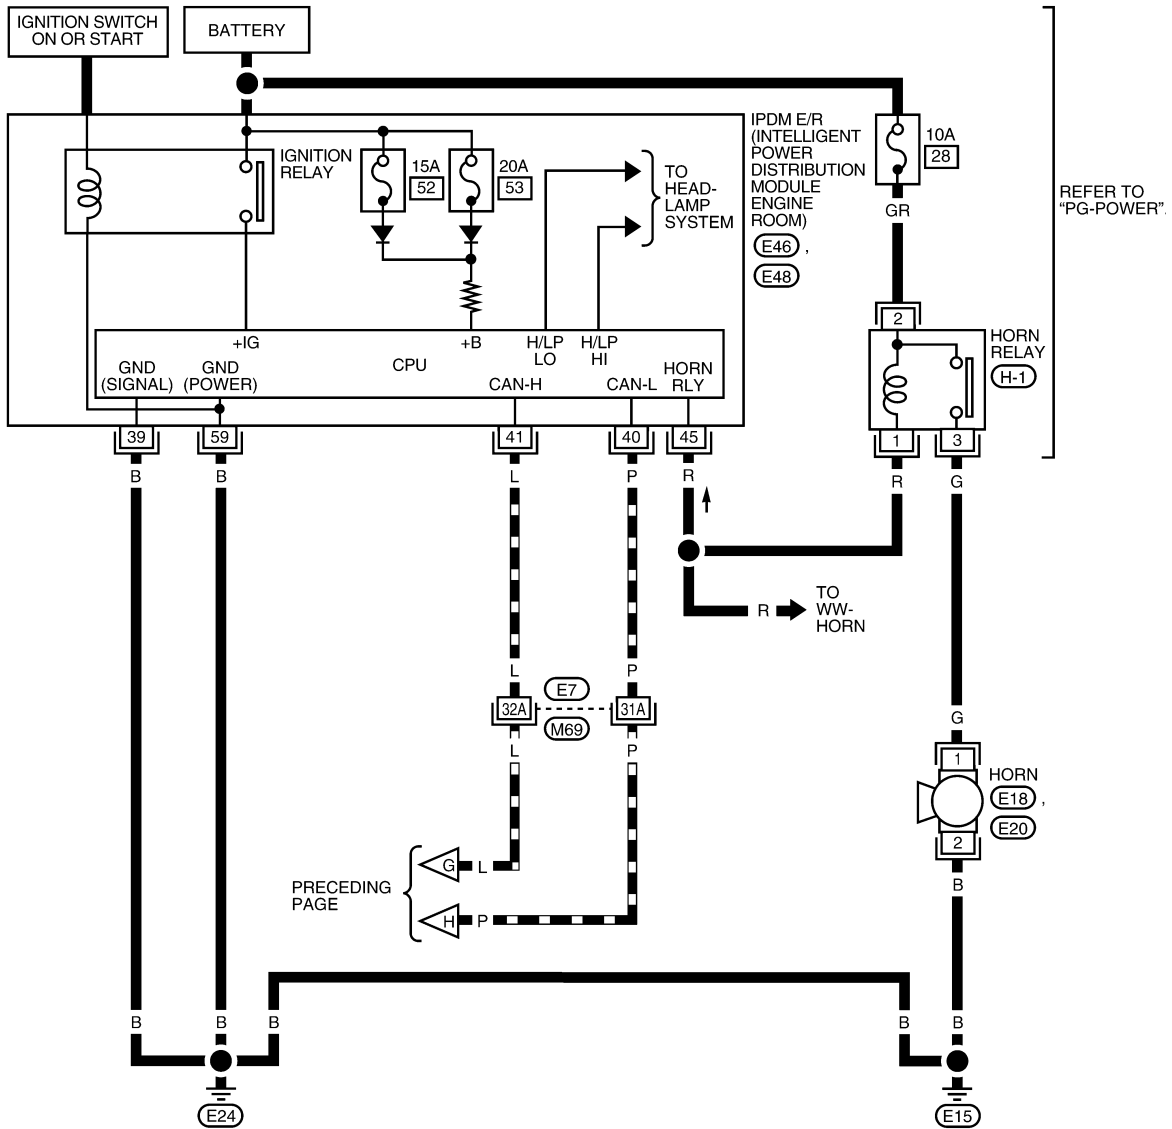 IGNITION SWITCH
ON OR START
BATTERY
IGNITION
RELAY
15A
52
20A
53
TO
HEAD-
LAMP
SYSTEM
IPDM E/R
(INTELLIGENT
POWER
DISTRIBUTION
MODULE
ENGINE
ROOM)
E46 ,
E48
10A
28
GR
REFER TO
“PG-POWER”.
2
HORN
RELAY
H-1
+IG
+B
H/LP
LO
H/LP
HI
CPU
GND
(SIGNAL)
GND
(POWER)
CAN-H
CAN-L
HORN
RLY
39
59
41
40
45
1
3
B
B
L
P
R
R
G
TO
WW-
HORN
R
L
P
32A
E7
M69
31A
L
P
G
1
HORN
E18 ,
E20
2
B
PRECEDING
PAGE
G
L
H
P
B
B
B
B
B
E24
E15